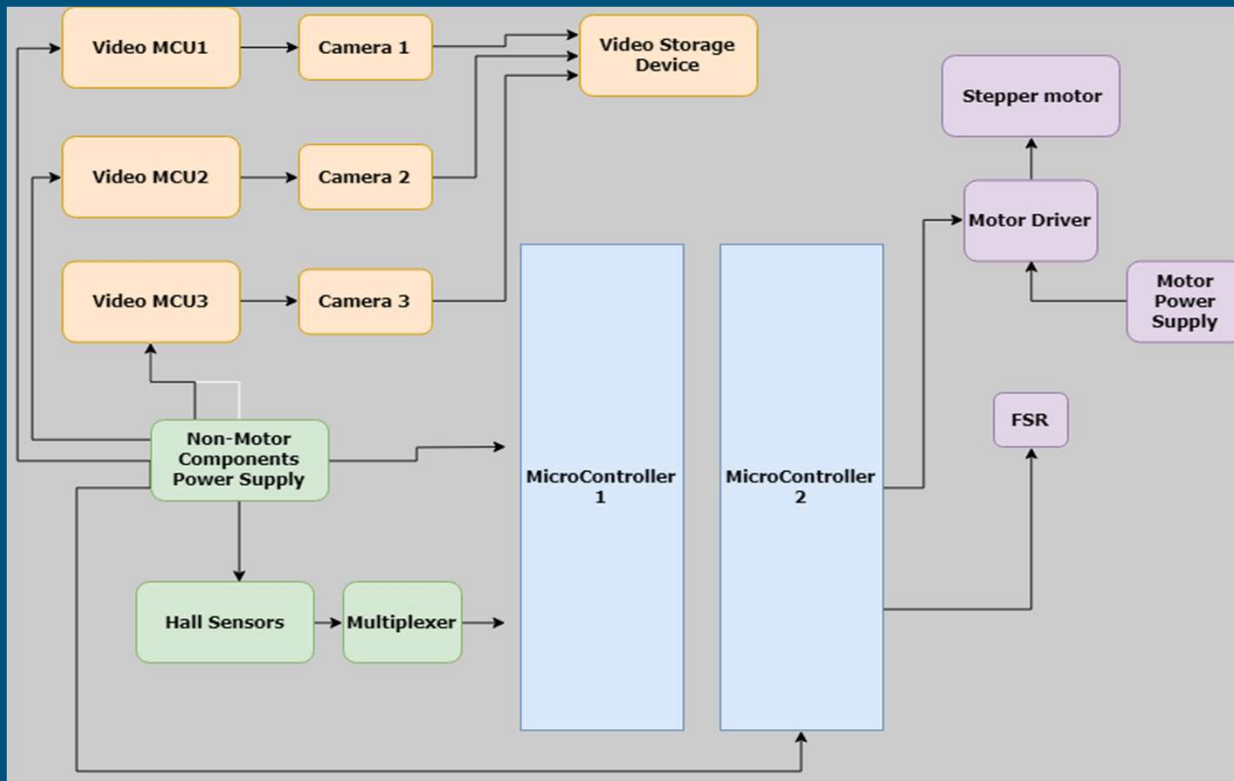 Video MCU1
Camera 1
Video Storage
Device
Stepper motor
Video MCU2
Camera 2
Motor Driver
Video MCU3
Camera 3
Motor
Power
Supply
Non-Motor
Components
Power Supply
FSR
MicroController
1
MicroController
2
Hall Sensors
Multiplexer